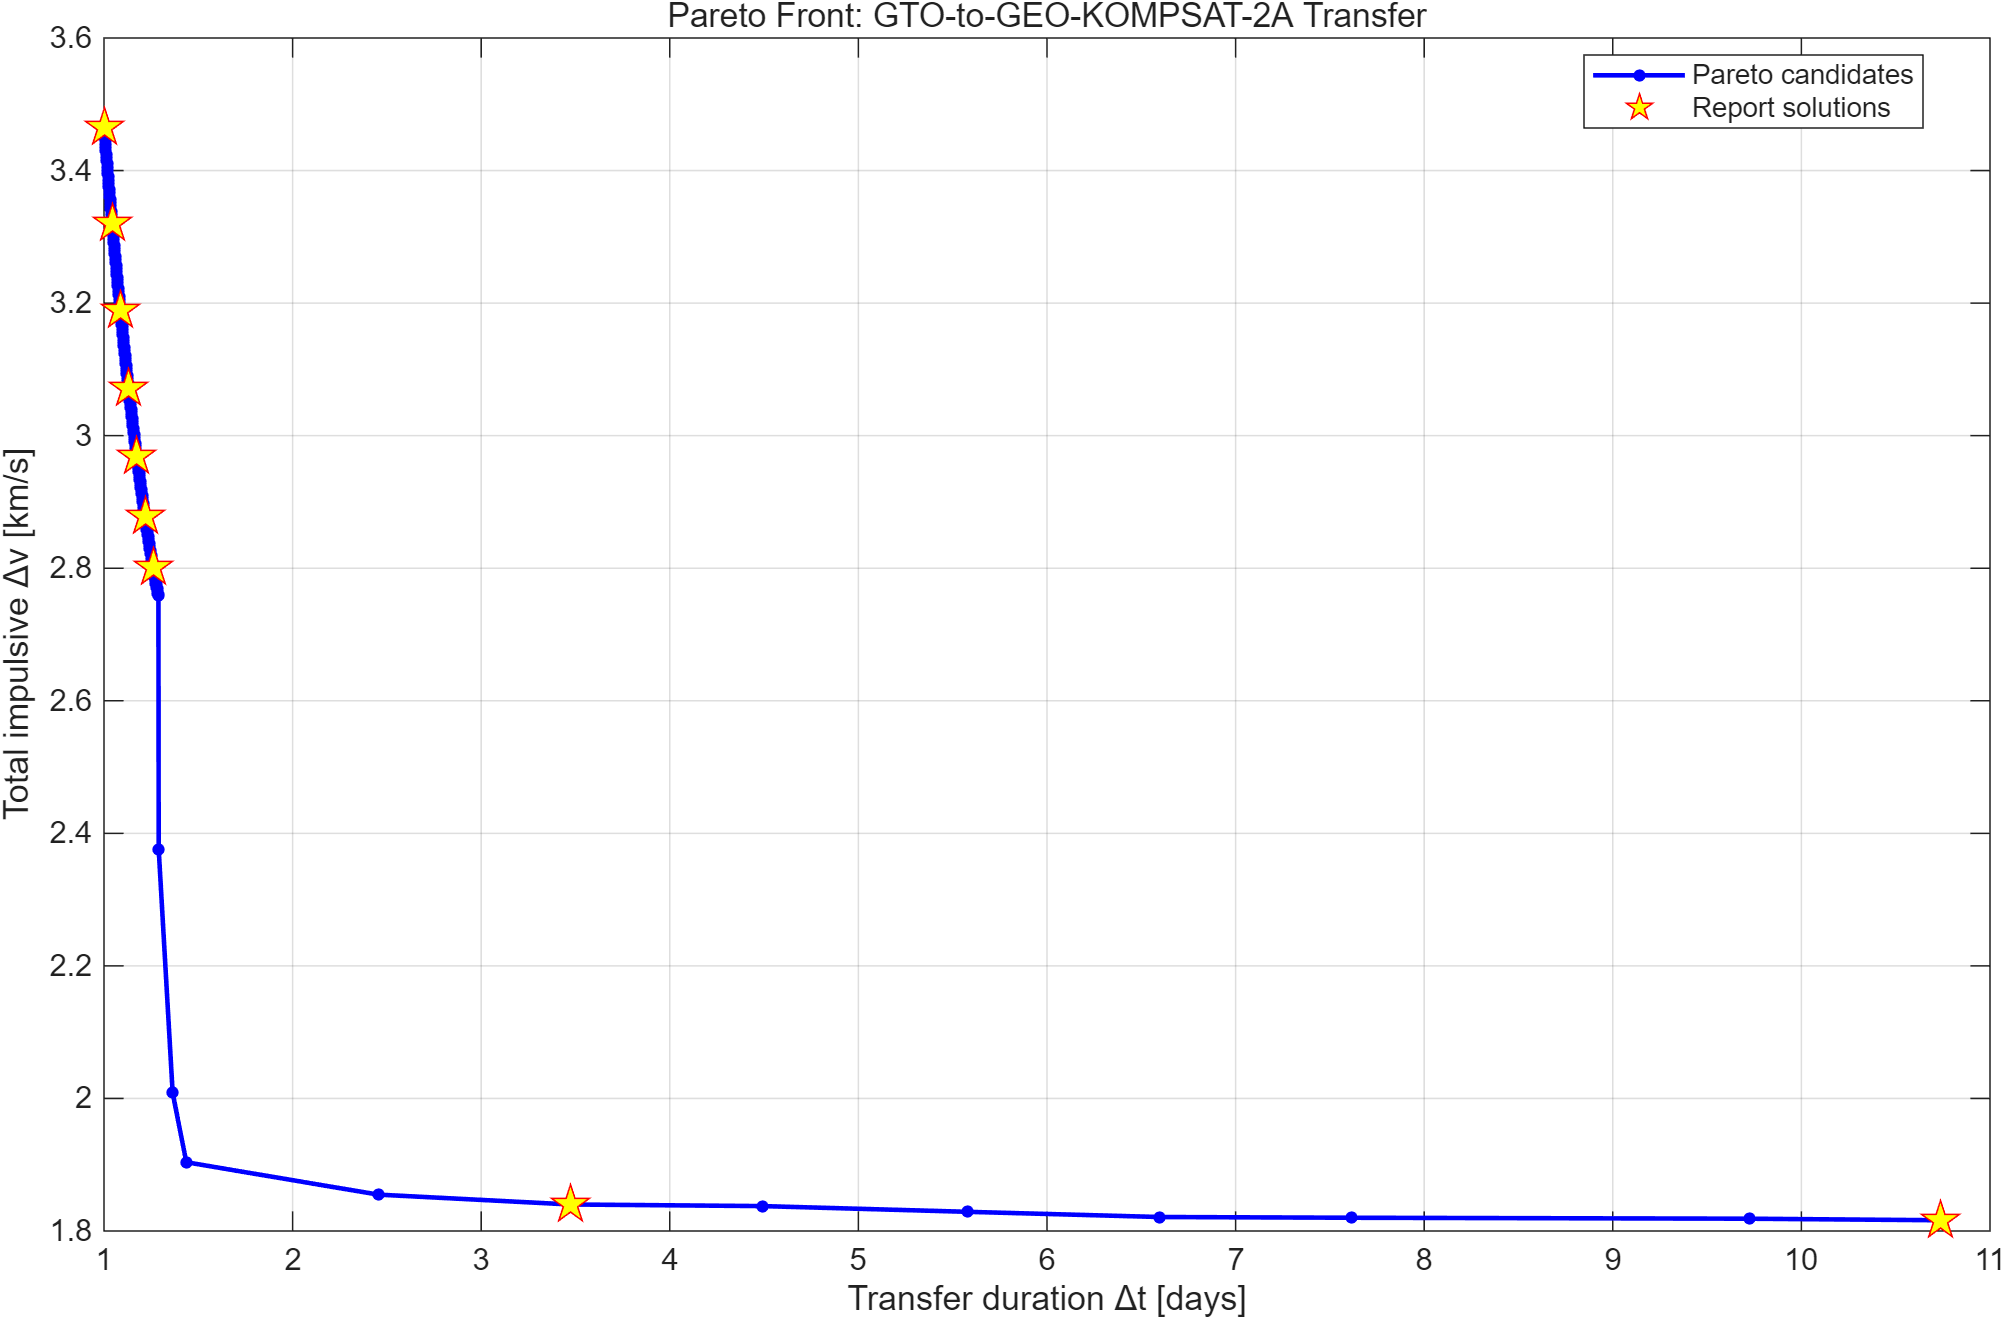 Pareto Front: GTO-to-GEO-KOMPSAT-2A Transfer
Pareto candidates
Report solutions
Total impulsive Δv [km/s]
3.6
3.4
3.2
3
2.8
2.6
2.4
2.2
2
1.8
1 2 3 4 5 6 7 8 9 10 11
Transfer duration Δt [days]